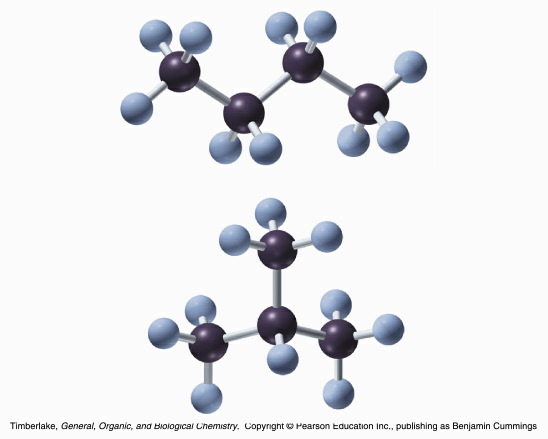 Timberlake, General, Organic, and Biological Chemistry. Copyright © Pearson Education Inc., publishing as Benjamin Cummings